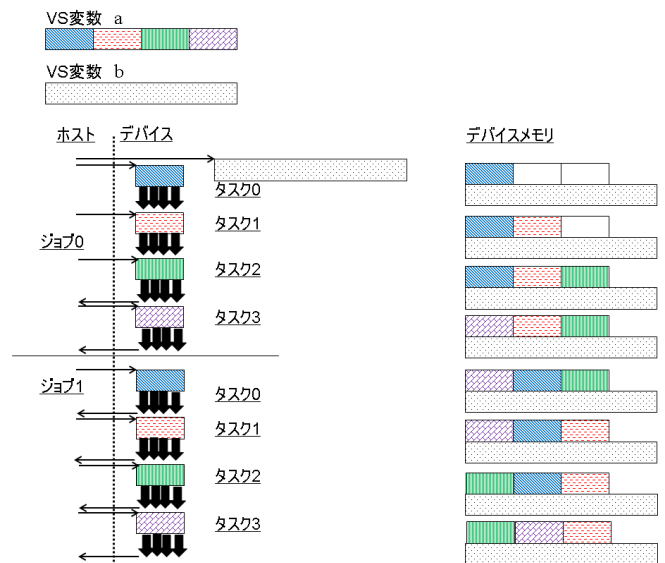 VS変数 a
VS変数 b
ホスト デバイス デバイスメモリ
タスク0
タスク1
ジョブ0
タスク2
タスク3
ジョブ1
タスク0
タスク1
タスク2
タスク3